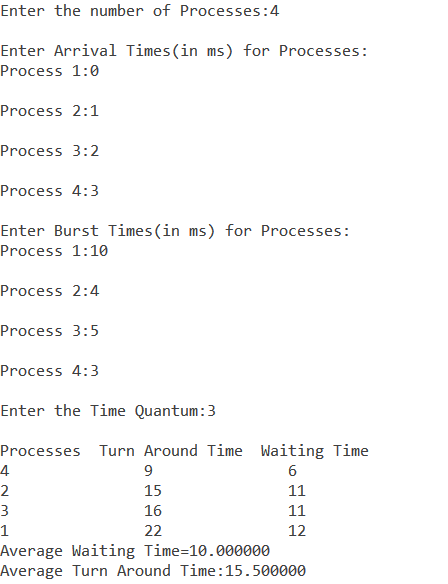 Enter the number of Processes:4
Enter Arrival Times(in ms) for Processes:
Process 1:0
Process 2:1
Process 3:2
Process 4:3
Enter Burst Times(in ms) for Processes:
Process 1:10
Process 2:4
Process 3:5
Process 4:3
Enter the Time Quantum:3
Processes  Turn Around Time  Waiting Time
4               9               6
2               15              11
3               16              11
1               22              12
Average Waiting Time=10.000000
Average Turn Around Time:15.500000